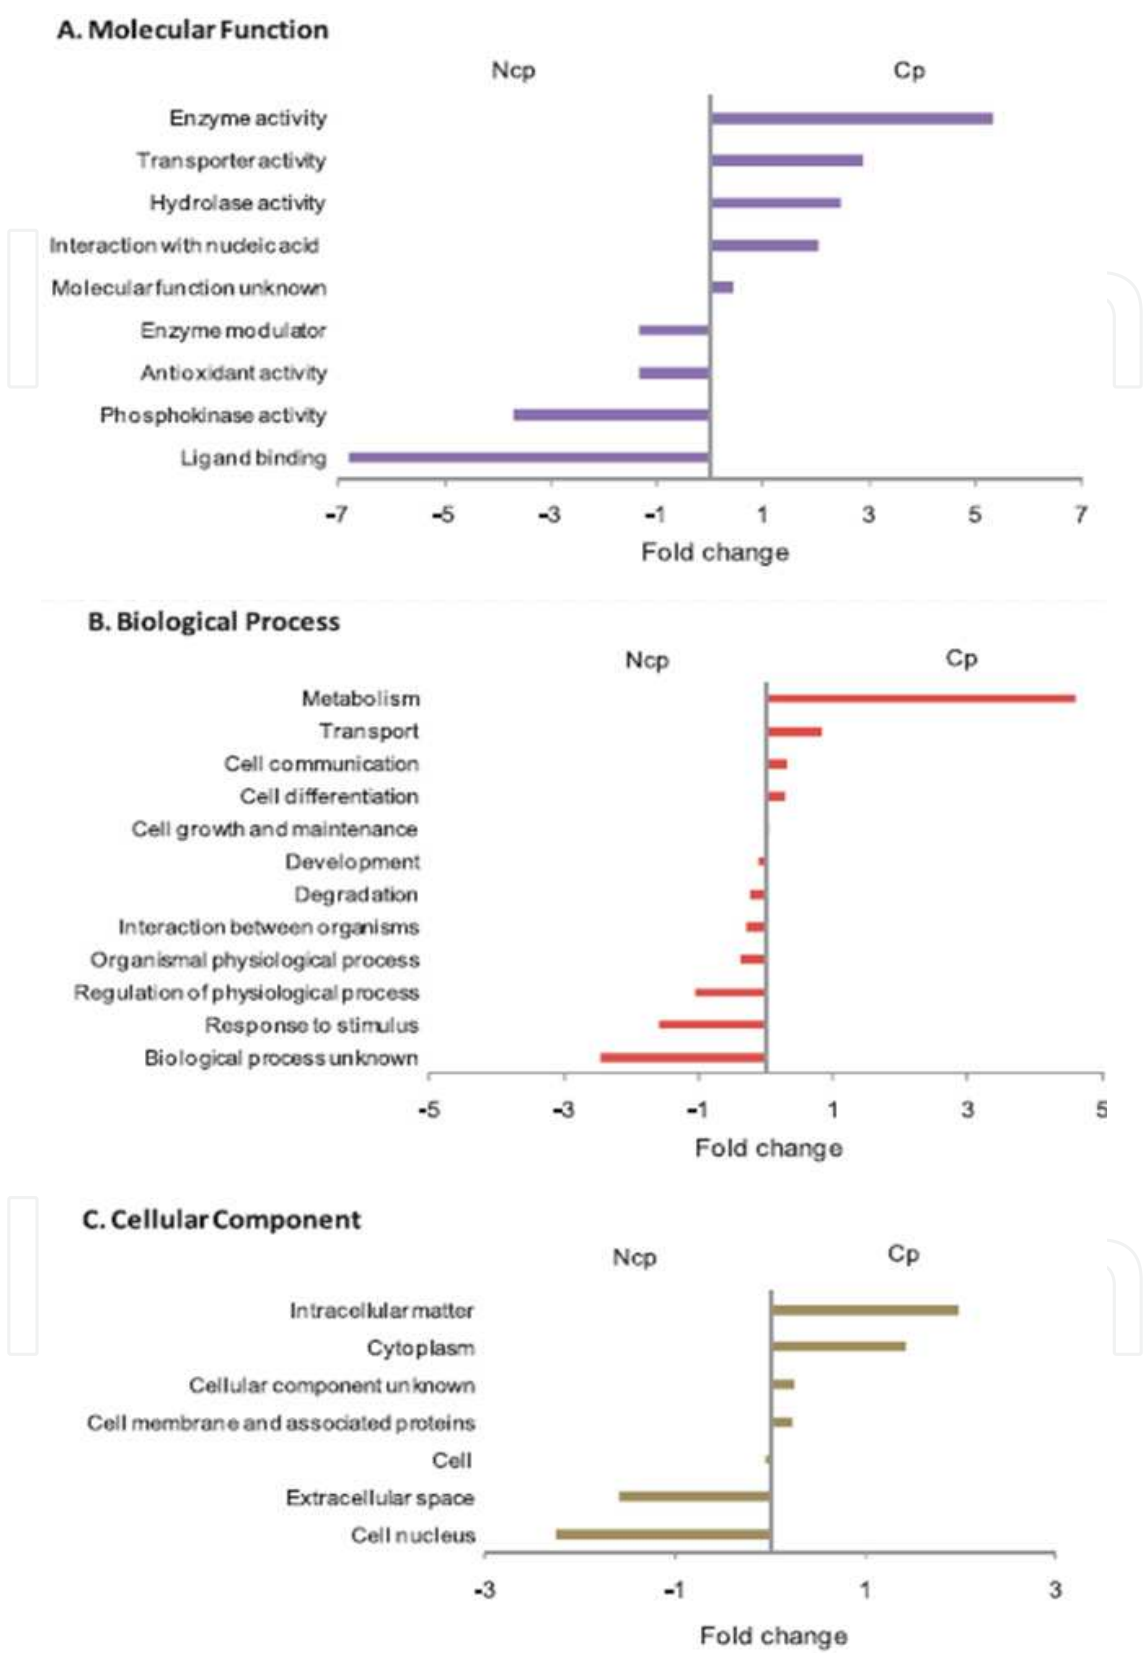 A. Molecular Function
Ncp Cp
Enzyme activity
Transporter activity
Hydrolase activity
Interaction with nucleic acid
Molecular function unknown
Enzyme modulator
Antioxidant activity
Phosphokinase activity
Ligand binding
-7 -5 -3 -1 1 3 5 7
Fold change
B. Biological Process
Ncp Cp
Metabolism
Transport
Cell communication
Cell differentiation
Cell growth and maintenance
Development
Degradation
Interaction between organisms
Organismal physiological process
Regulation of physiological process
Response to stimulus
Biological process unknown
-5 -3 -1 1 3 5
Fold change
C. Cellular Component
Ncp Cp
Intracellular matter
Cytoplasm
Cellular component unknown
Cell membrane and associated proteins
Cell
Extracellular space
Cell nucleus
-3 -1 1 3
Fold change